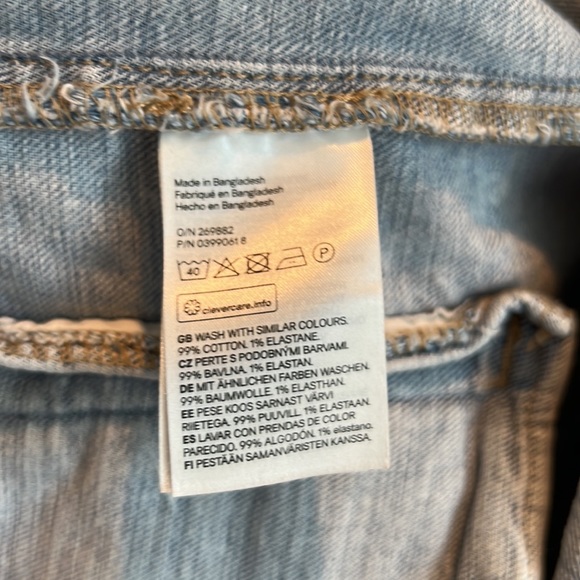 Made in Bangladesh
Fabriqué en Bangladesh
Hecho en Bangladesh
O/N 269882
P/N 0399061 8
40 P
clevercare.info
GB WASH WITH SIMILAR COLOURS.
99% COTTON. 1% ELASTANE.
CZ PERTE S PODOBNÝMI BARVAMI.
99% BAVLNA. 1% ELASTAN.
DE MIT ÄHNLICHEN FARBEN WASCHEN.
99% BAUMWOLLE. 1% ELASTHAN.
EE PESE KOOS SARNAST VÄRVI
RIIETEGA. 99% PUUVILL. 1% ELASTAAN.
ES LAVAR CON PRENDAS DE COLOR
PARECIDO. 99% ALGODÓN. 1% elastano.
FI PESTÄÄN SAMANVÄRISTEN KANSSA.